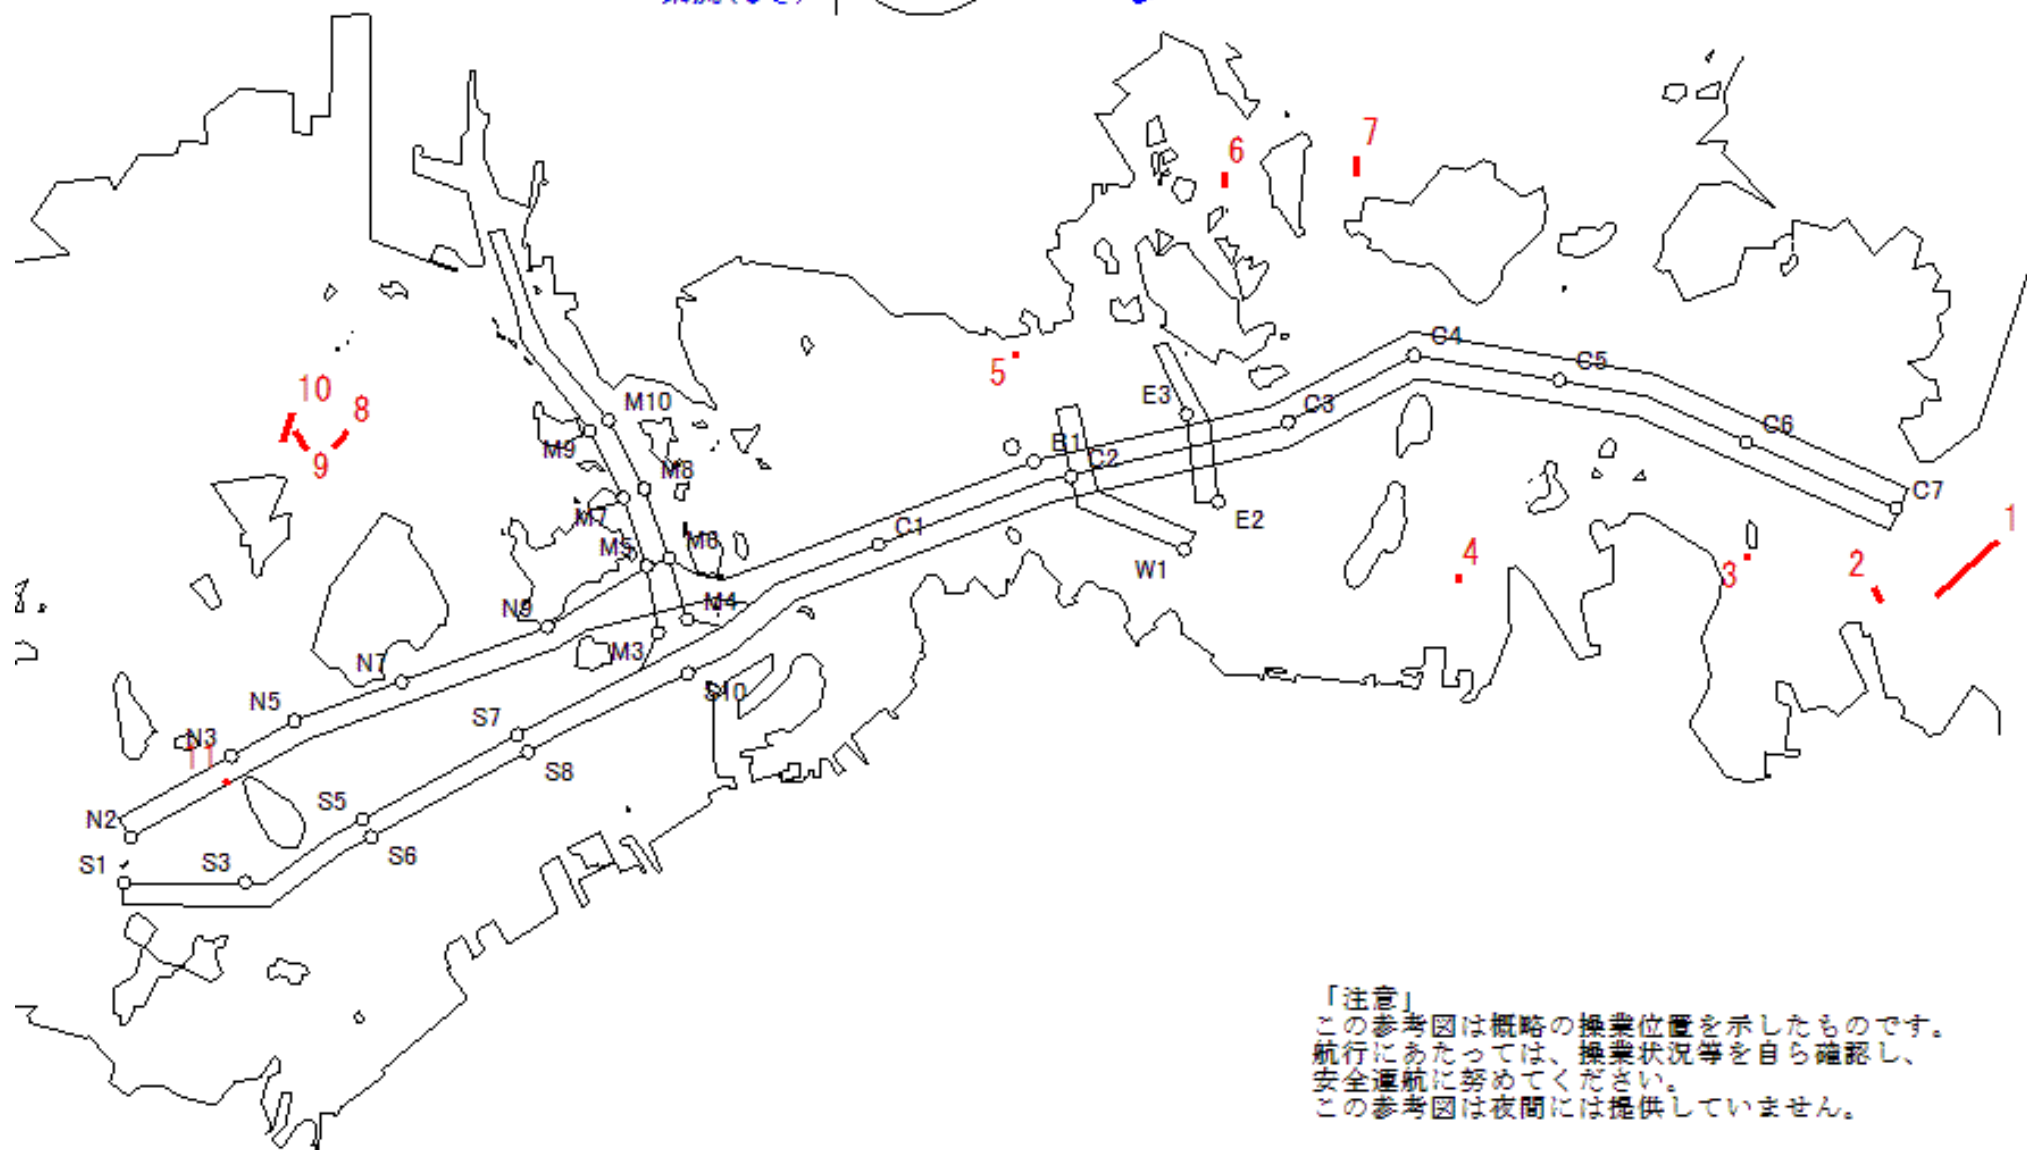 7
6
C4
C5
5
10
8
M10
E3
C3
C6
M9
B1
9
M8
C2
C7
M7
E2
1
C1
M5
M6
4
W1
3
2
N9
M4
M3
N7
S10
N5
S7
N3
11
S8
S5
N2
S6
S1
S3
「注意」
この参考図は概略の操業位置を示したものです。
航行にあたっては、操業状況等を自ら確認し、
安全運航に努めてください。
この参考図は夜間には提供していません。